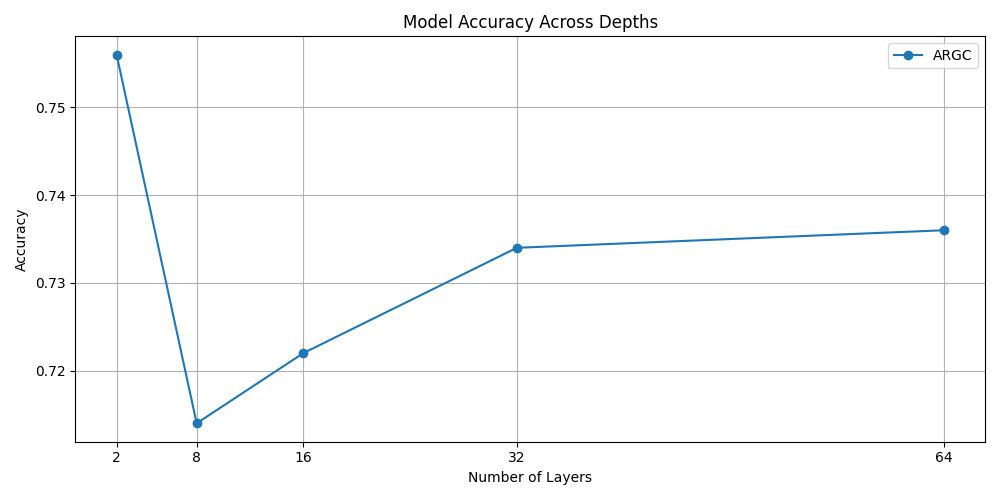 Model Accuracy Across Depths
ARGC
0.75
0.74
0.73
0.72
Accuracy
2 8 16 32 64
Number of Layers